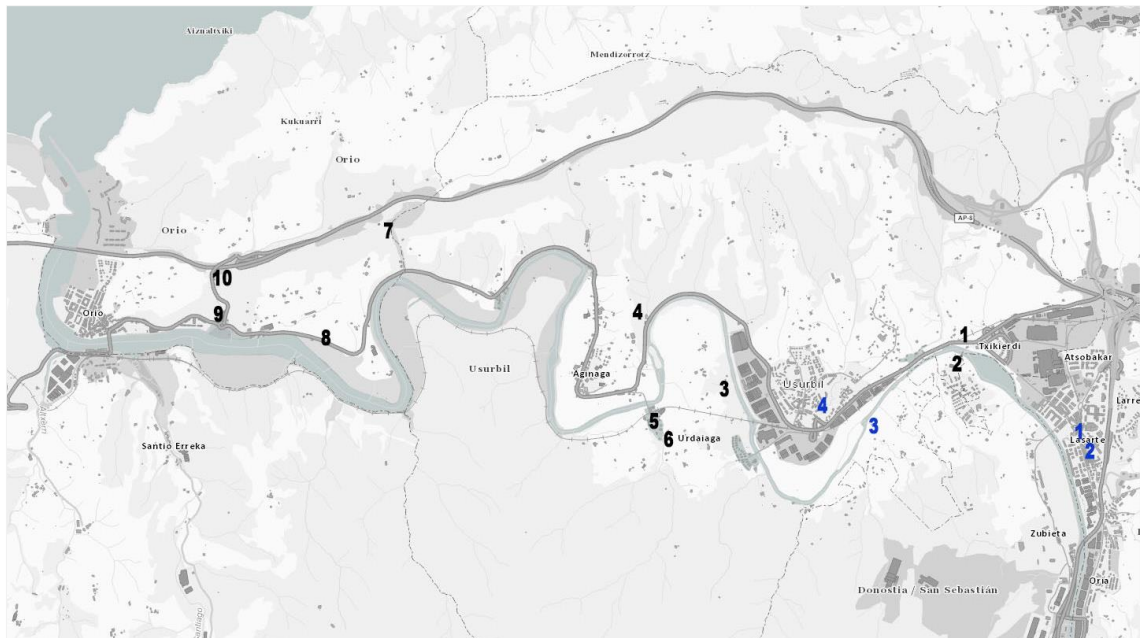 Aiznaltxiki
Mendizorrotz
Kukuarri
Orio
7
Orio
AP-8
10
4
9
Orio
8
1
Txikierdi
2
Atsobakar
Usurbil
Aginaga
3
Usurbil
4
Larre
5
3
1
6
Urdaiaga
Lasarte
Santio Erreka
2
Zubieta
Oria
Donostia / San Sebastián